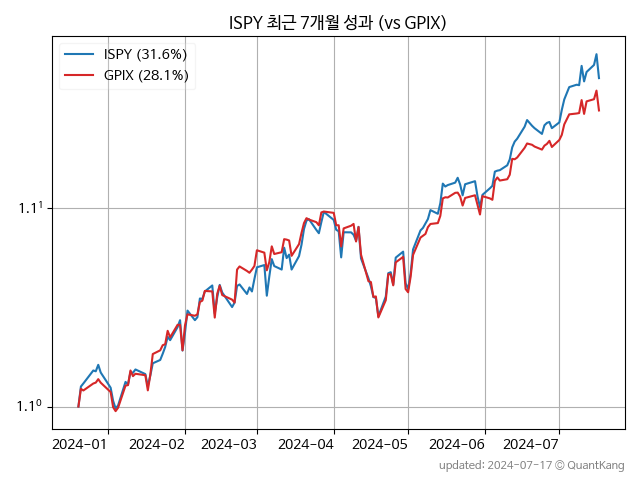 ISPY 최근 7개월 성과 (vs GPIX)
ISPY (31.6%)
GPIX (28.1%)
1.1¹
1.1⁰
2024-01 2024-02 2024-03 2024-04 2024-05 2024-06 2024-07
updated: 2024-07-17 © QuantKang